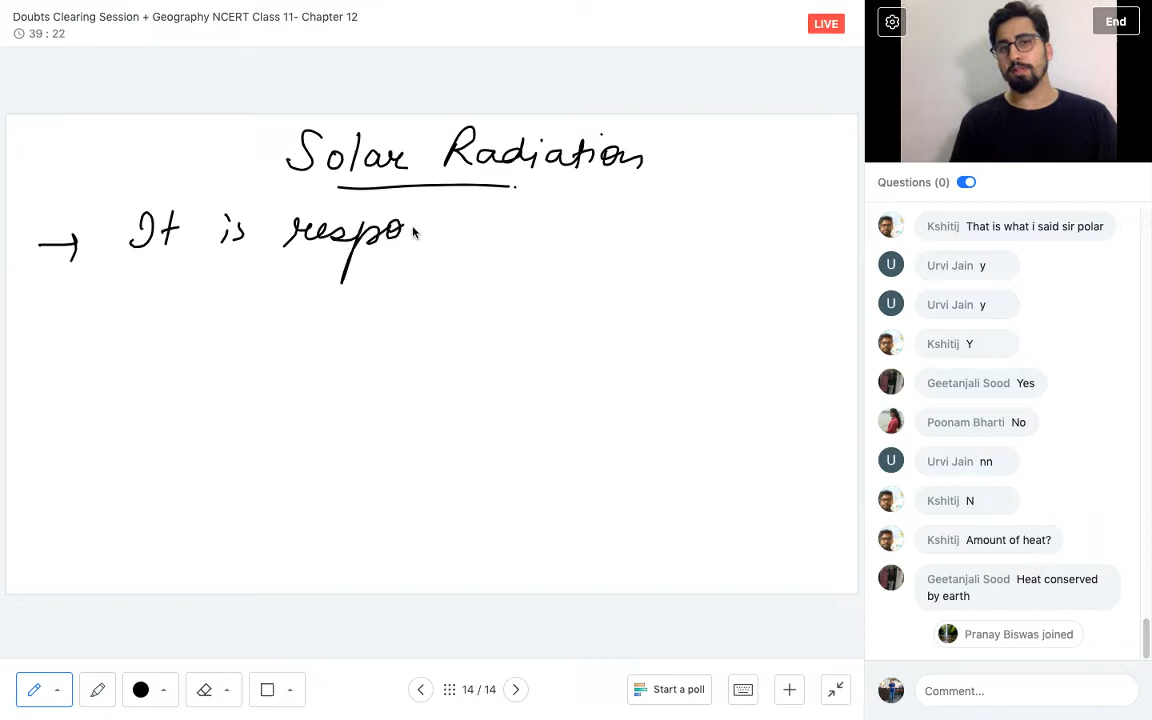 Doubts Clearing Session + Geography NCERT Class 11- Chapter 12
39 : 22
LIVE
End
Solar Radiation
→ It is respo
Questions (0)
Kshitij That is what i said sir polar
U Urvi Jain y
U Urvi Jain y
Kshitij Y
Geetanjali Sood Yes
Poonam Bharti No
U Urvi Jain nn
Kshitij N
Kshitij Amount of heat?
Geetanjali Sood Heat conserved
by earth
Pranay Biswas joined
14 / 14
Start a poll
Comment...